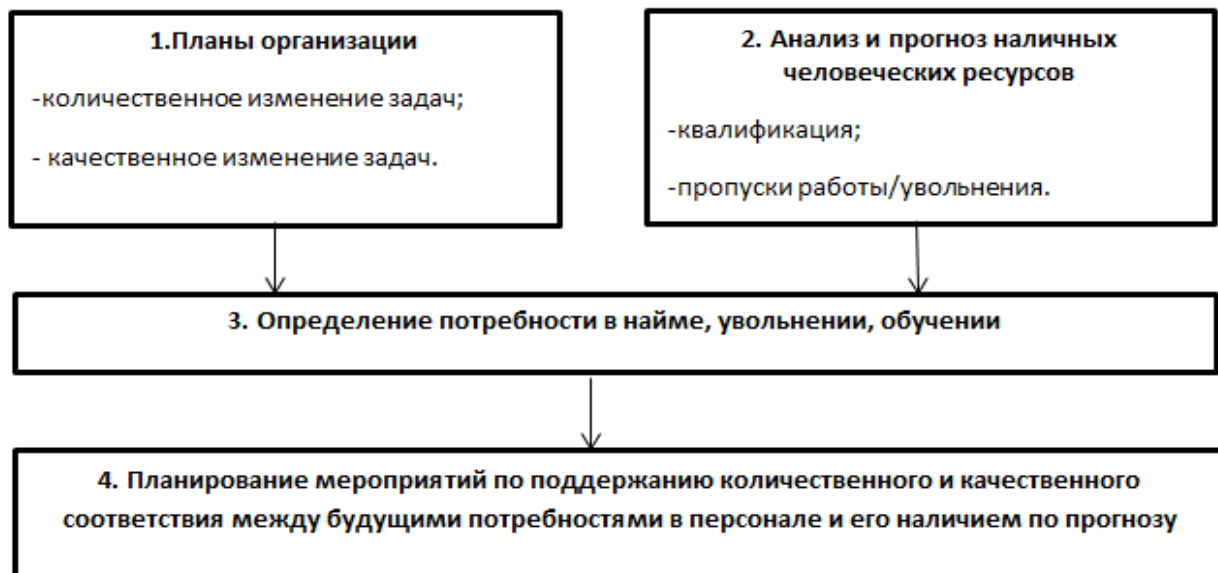 1.Планы организации
-количественное изменение задач;
- качественное изменение задач.
2. Анализ и прогноз наличных
человеческих ресурсов
-квалификация;
-пропуски работы/увольнения.
3. Определение потребности в найме, увольнении, обучении
4. Планирование мероприятий по поддержанию количественного и качественного
соответствия между будущими потребностями в персонале и его наличием по прогнозу